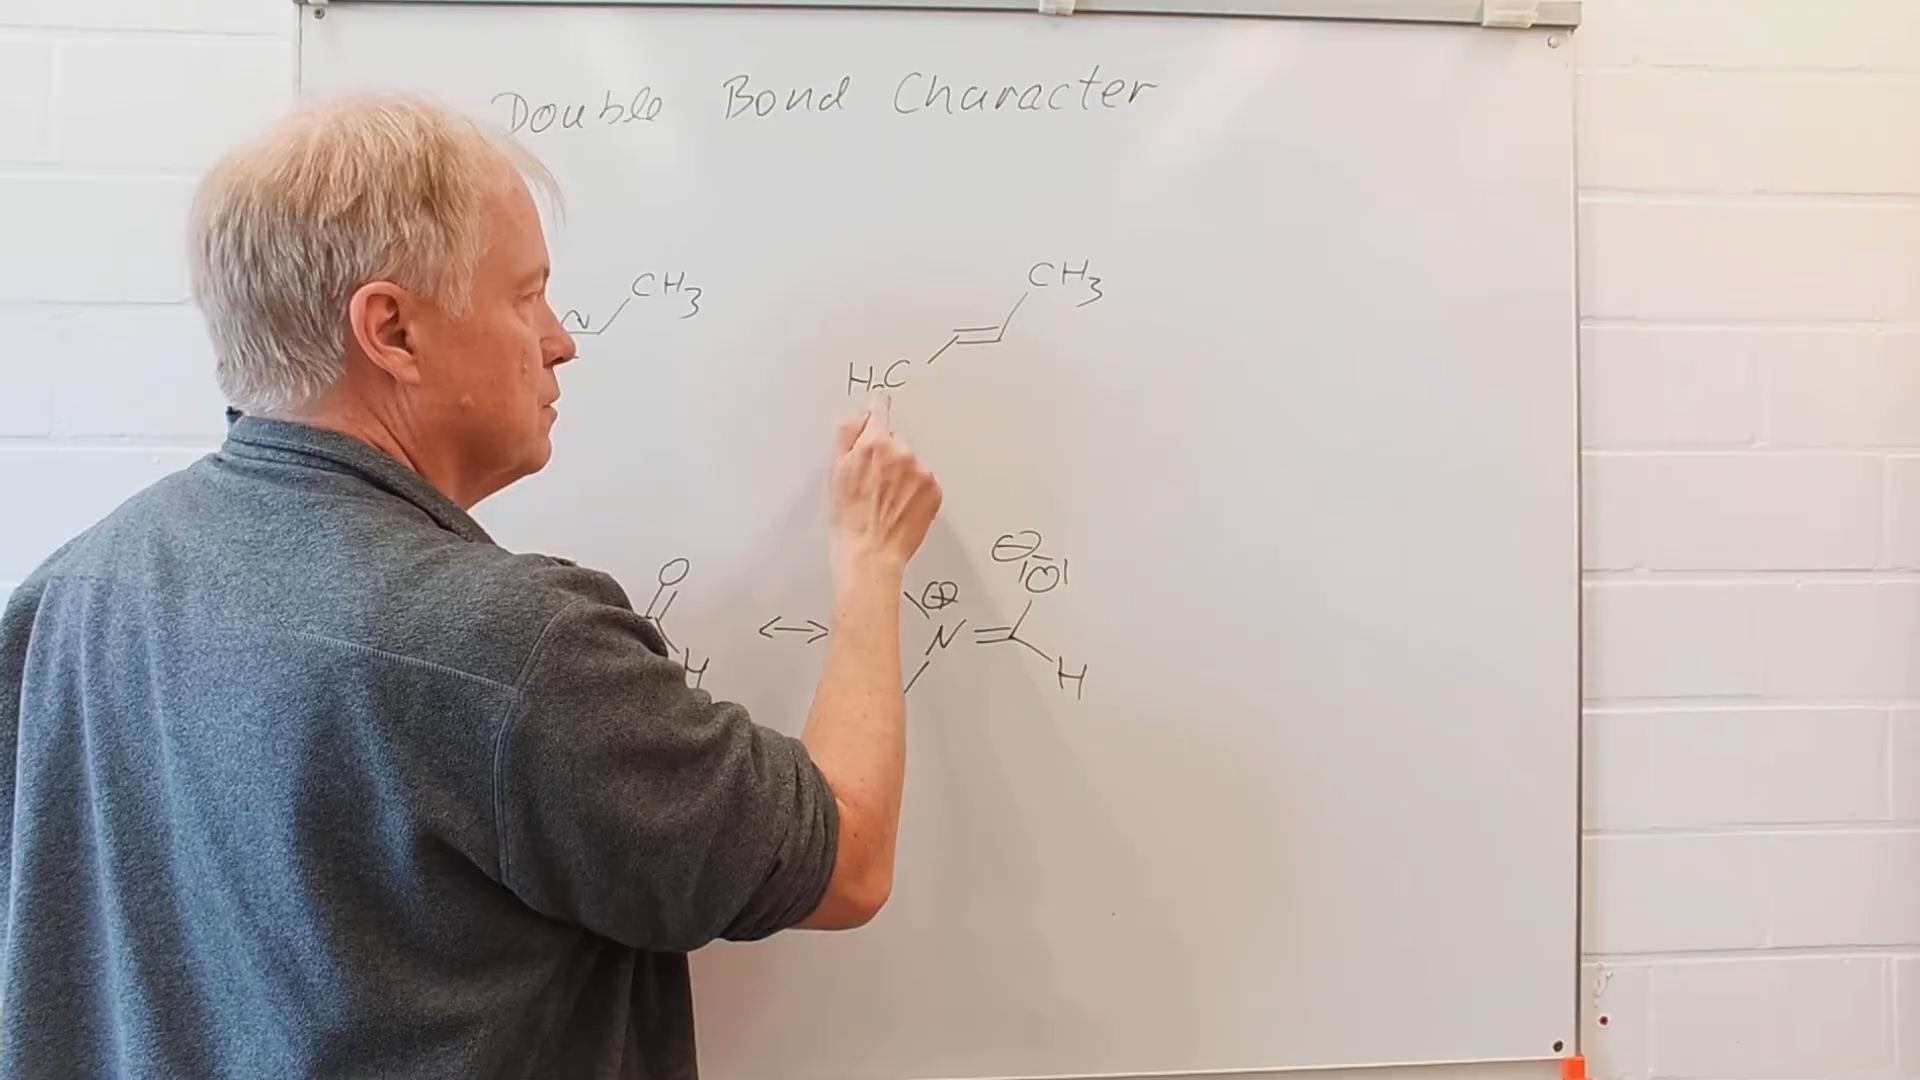 Double Bond Character
CH3
CH3
H3C
⊖
O
|O|
⊕
↔
N
H
H